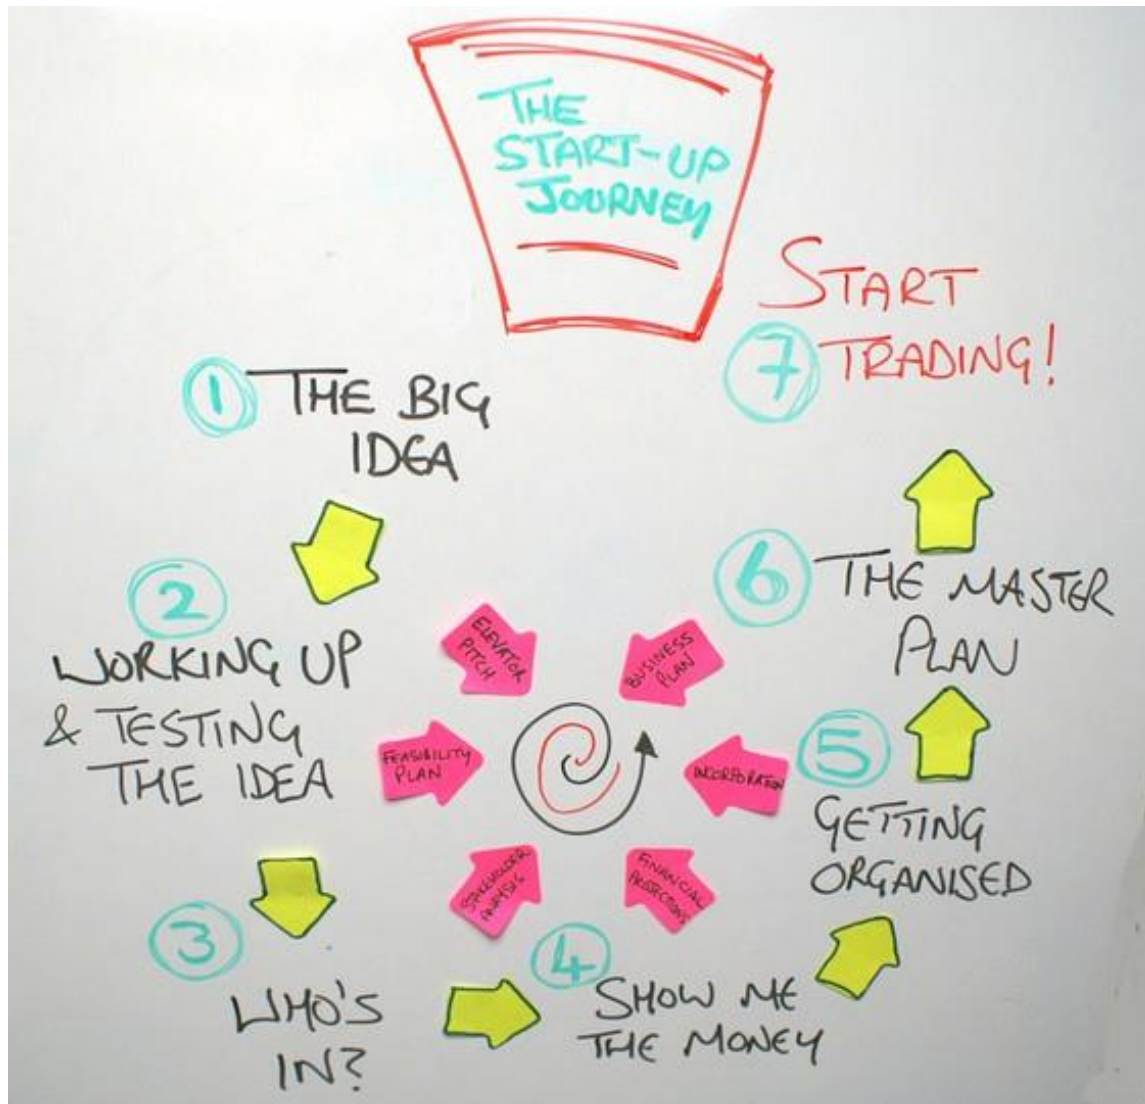 THE
START-UP
JOURNEY
1 THE BIG
IDEA
2
WORKING UP
& TESTING
THE IDEA
3
WHO'S
IN?
4
SHOW ME
THE MONEY
5
GETTING
ORGANISED
6 THE MASTER
PLAN
START
7 TRADING!
ELEVATOR
PITCH
FEASIBILITY
PLAN
STAKEHOLDER
ANALYSIS
FINANCIAL
PROJECTIONS
INCORPORATION
BUSINESS
PLAN